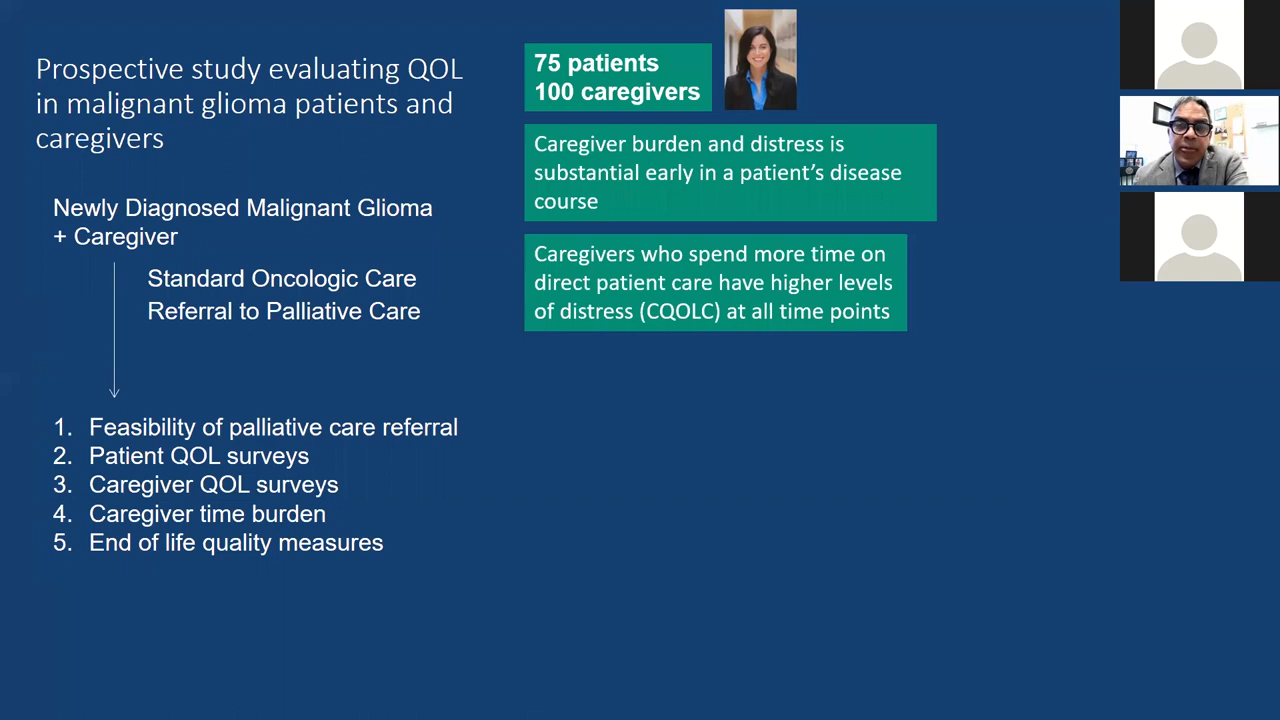 Prospective study evaluating QOL
in malignant glioma patients and
caregivers
Newly Diagnosed Malignant Glioma
+ Caregiver
Standard Oncologic Care
Referral to Palliative Care
1. Feasibility of palliative care referral
2. Patient QOL surveys
3. Caregiver QOL surveys
4. Caregiver time burden
5. End of life quality measures
75 patients
100 caregivers
Caregiver burden and distress is
substantial early in a patient’s disease
course
Caregivers who spend more time on
direct patient care have higher levels
of distress (CQOLC) at all time points